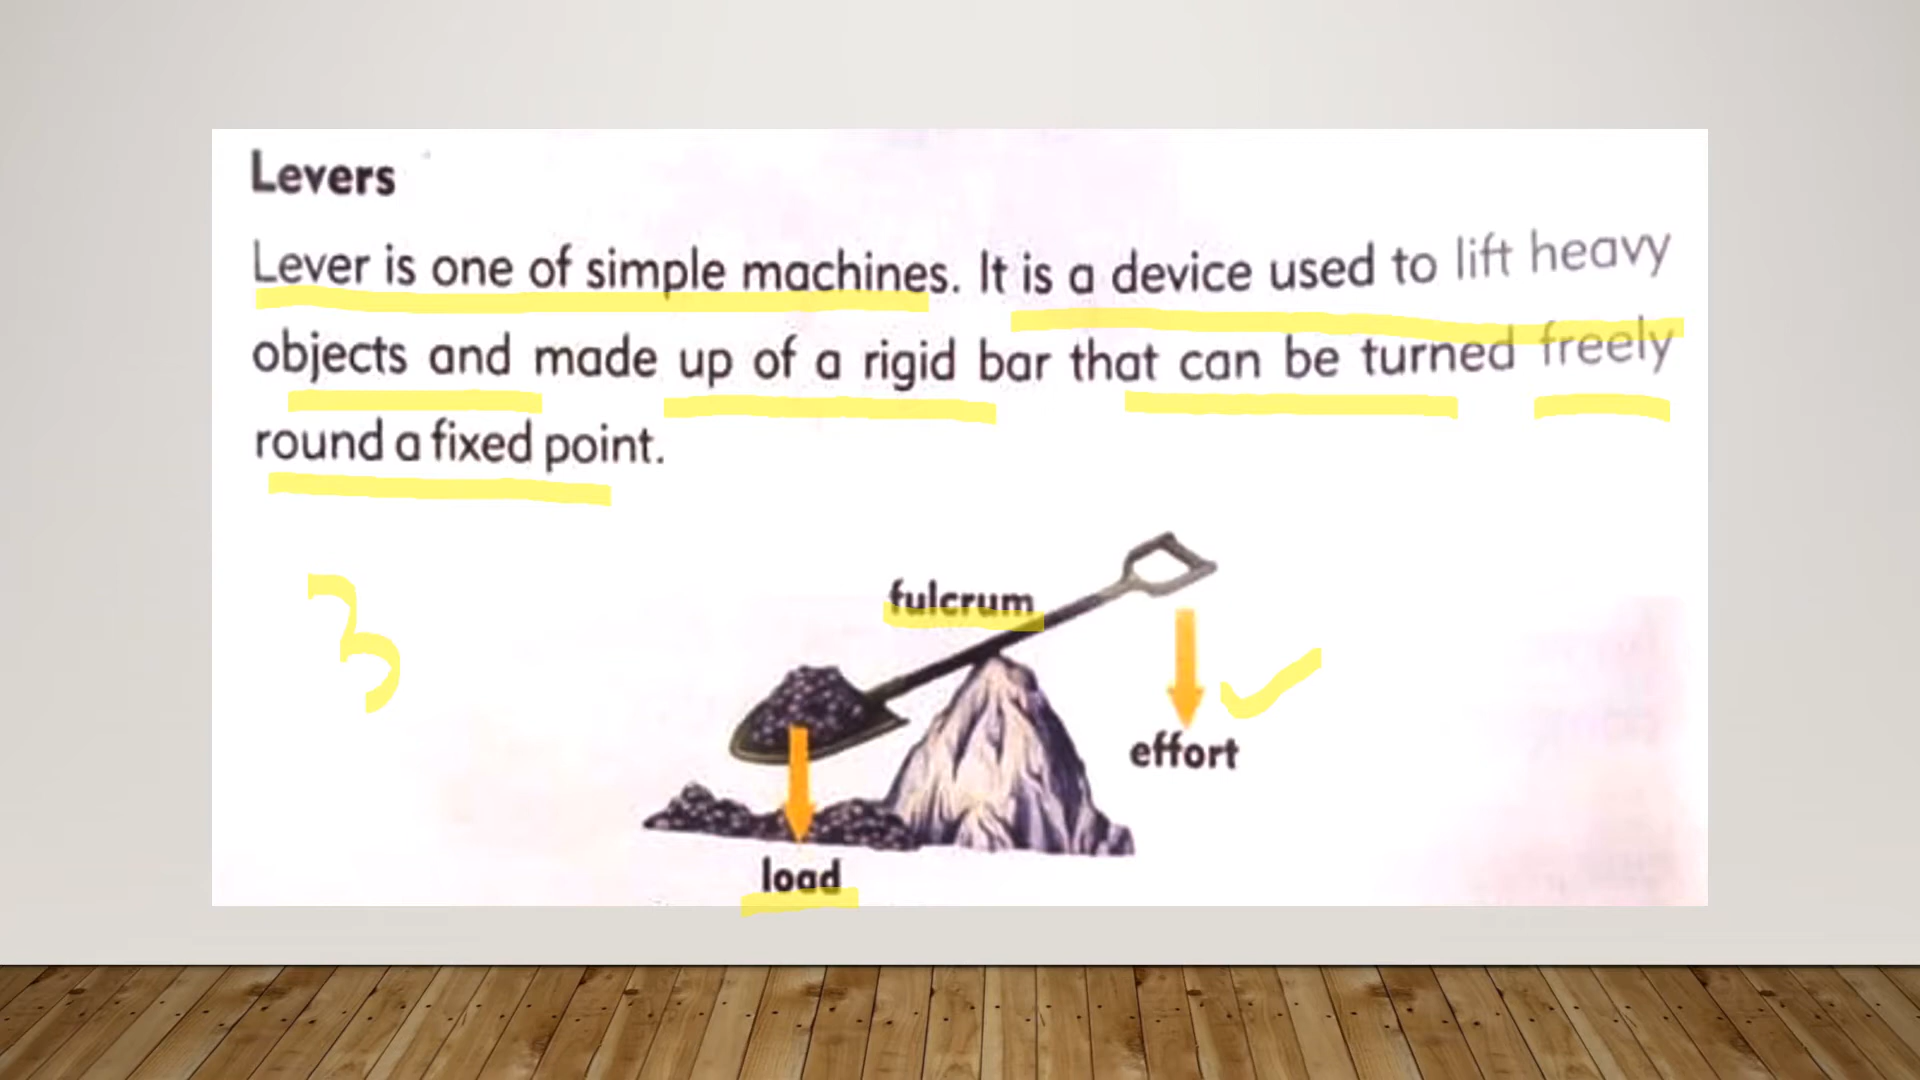 Levers
Lever is one of simple machines. It is a device used to lift heavy
objects and made up of a rigid bar that can be turned freely
round a fixed point.
3
fulcrum
effort
load